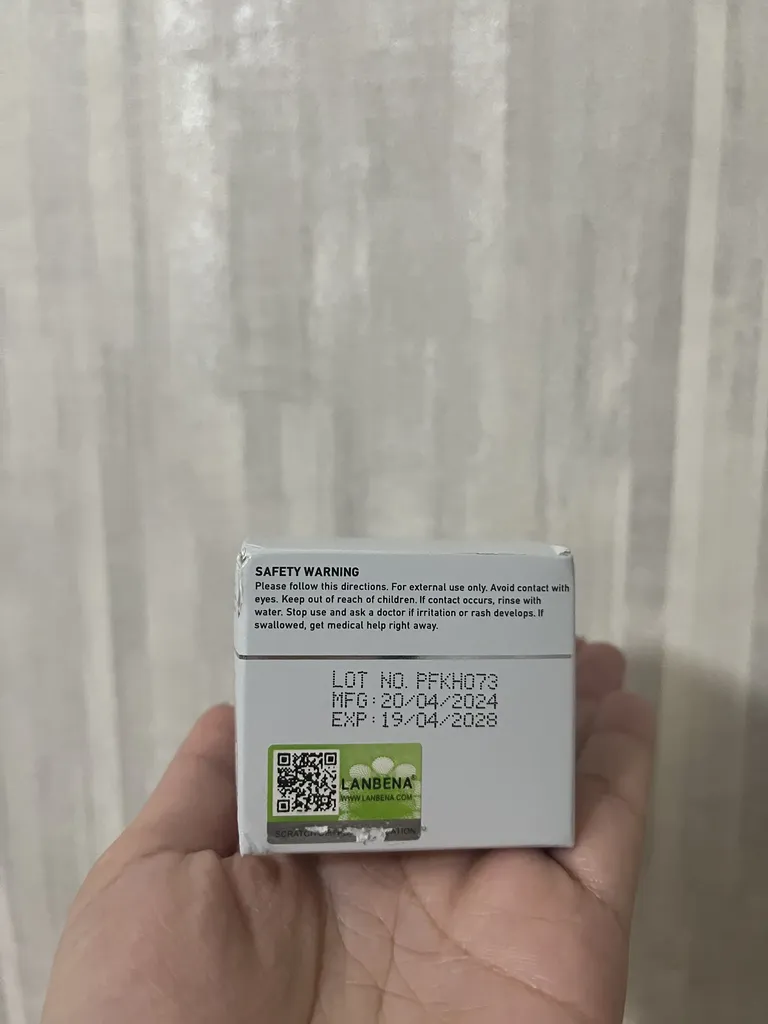 SAFETY WARNING
Please follow this directions. For external use only. Avoid contact with
eyes. Keep out of reach of children. If contact occurs, rinse with
water. Stop use and ask a doctor if irritation or rash develops. If
swallowed, get medical help right away.
LOT NO. PFKH073
MFG:20/04/2024
EXP:19/04/2028
LANBENA®
WWW.LANBENA.COM